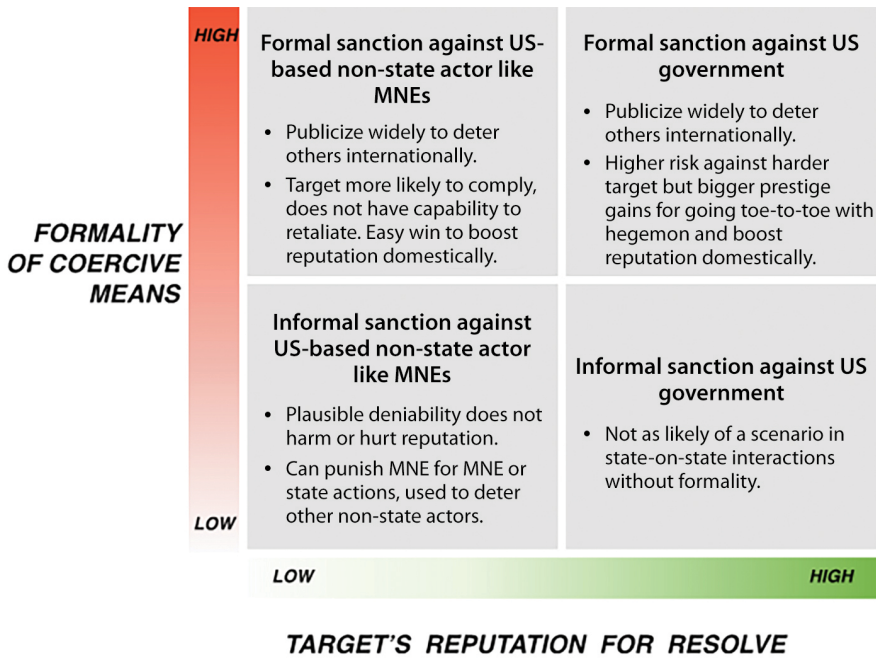 HIGH
FORMALITY
OF COERCIVE
MEANS
LOW
Formal sanction against US-
based non-state actor like
MNEs
• Publicize widely to deter
others internationally.
• Target more likely to comply,
does not have capability to
retaliate. Easy win to boost
reputation domestically.
Formal sanction against US
government
• Publicize widely to deter
others internationally.
• Higher risk against harder
target but bigger prestige
gains for going toe-to-toe with
hegemon and boost
reputation domestically.
Informal sanction against
US-based non-state actor
like MNEs
• Plausible deniability does not
harm or hurt reputation.
• Can punish MNE for MNE or
state actions, used to deter
other non-state actors.
Informal sanction against US
government
• Not as likely of a scenario in
state-on-state interactions
without formality.
LOW
HIGH
TARGET'S REPUTATION FOR RESOLVE